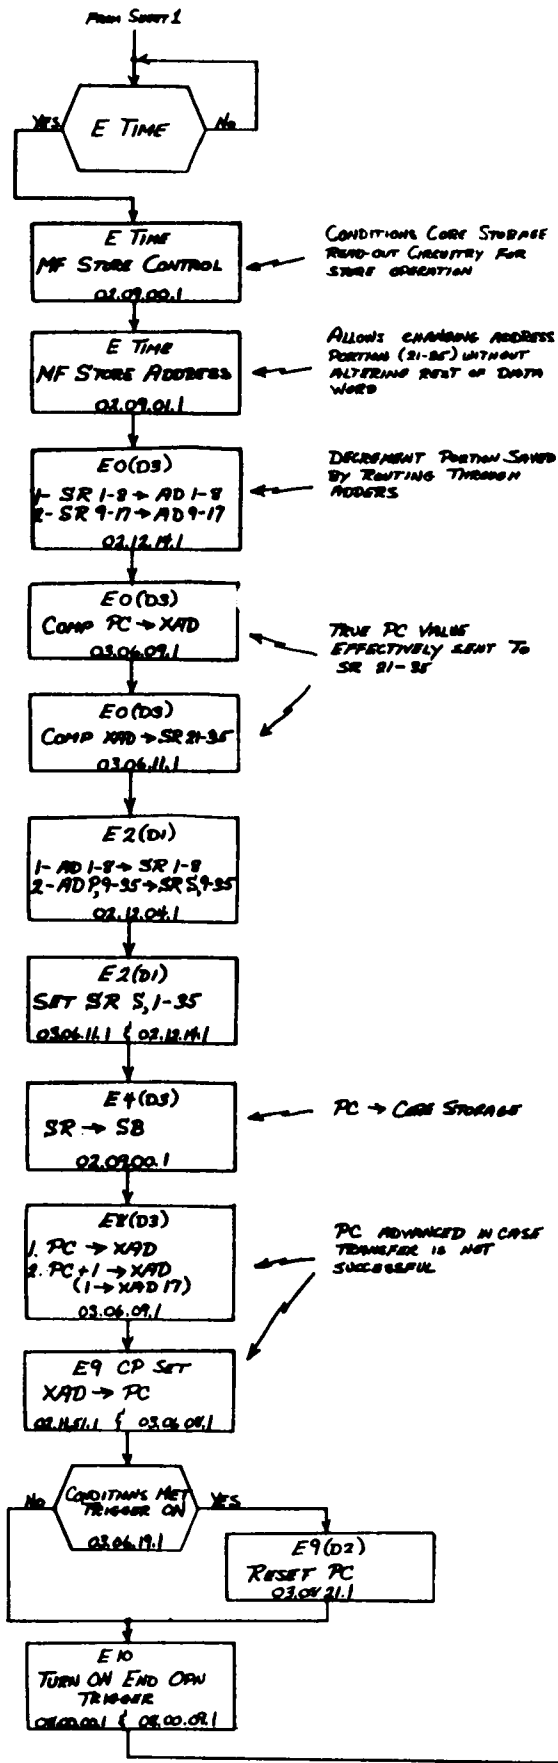 FROM SHEET 1
E TIME
YES
NO
E TIME
MF STORE CONTROL
02.09.00.1
CONDITIONS CORE STORAGE
READ-OUT CIRCUITRY FOR
STORE OPERATION
E TIME
MF STORE ADDRESS
02.09.01.1
ALLOWS CHANGING ADDRESS
PORTION (21-35) WITHOUT
ALTERING REST OF DATA
WORD
E0(D3)
1- SR 1-8 → AD 1-8
2- SR 9-17 → AD 9-17
02.12.14.1
DECREMENT PORTION SAVED
BY ROUTING THROUGH
ADDERS
E0(D3)
COMP PC → XAD
03.06.09.1
TRUE PC VALUE
EFFECTIVELY SENT TO
SR 21-35
E0(D3)
COMP XAD → SR 21-35
03.06.11.1
E2(D1)
1- AD 1-8 → SR 1-8
2- AD P,9-35 → SR S,9-35
02.12.04.1
E2(D1)
SET SR S,1-35
03.06.11.1 & 02.12.14.1
E4(D3)
SR → SB
02.09.00.1
PC → CORE STORAGE
E8(D3)
1. PC → XAD
2. PC+1 → XAD
(1→XAD 17)
03.06.09.1
PC ADVANCED IN CASE
TRANSFER IS NOT
SUCCESSFUL
E9 CP SET
XAD → PC
& 03.06.08.1
NO
CONDITIONS MET
TRIGGER ON
YES
03.06.19.1
E9(D2)
RESET PC
03.08.21.1
E10
TURN ON END OPN
TRIGGER
08.00.00.1 & 08.00.09.1